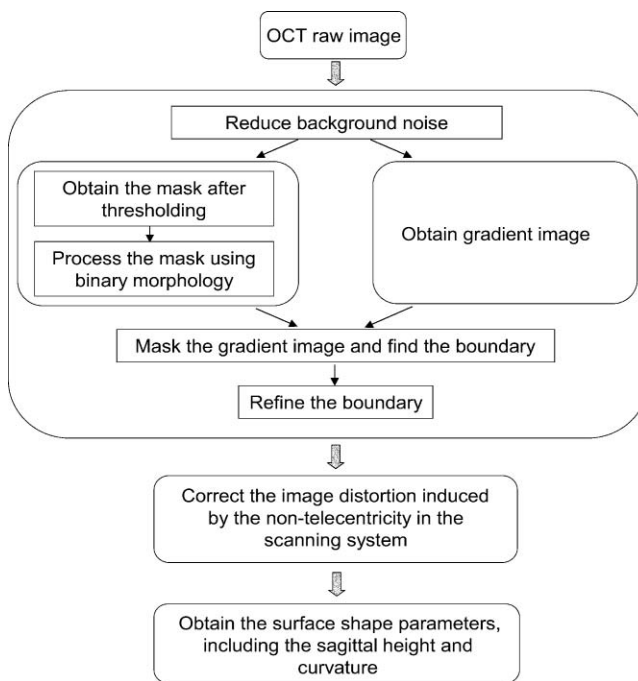 OCT raw image
Reduce background noise
Obtain the mask after
thresholding
Process the mask using
binary morphology
Obtain gradient image
Mask the gradient image and find the boundary
Refine the boundary
Correct the image distortion induced
by the non-telecentricity in the
scanning system
Obtain the surface shape parameters,
including the sagittal height and
curvature